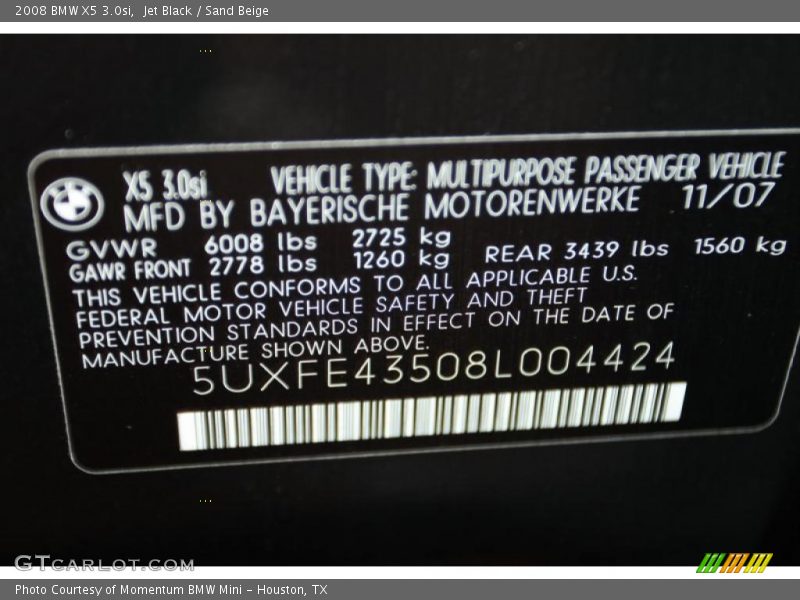 2008 BMW X5 3.0si, Jet Black / Sand Beige
X5 3.0si VEHICLE TYPE: MULTIPURPOSE PASSENGER VEHICLE
MFD BY BAYERISCHE MOTORENWERKE 11/07
GVWR 6008 lbs 2725 kg
GAWR FRONT 2778 lbs 1260 kg REAR 3439 lbs 1560 kg
THIS VEHICLE CONFORMS TO ALL APPLICABLE U.S.
FEDERAL MOTOR VEHICLE SAFETY AND THEFT
PREVENTION STANDARDS IN EFFECT ON THE DATE OF
MANUFACTURE SHOWN ABOVE.
5UXFE43508L004424
GTCARLOT.COM
Photo Courtesy of Momentum BMW Mini - Houston, TX